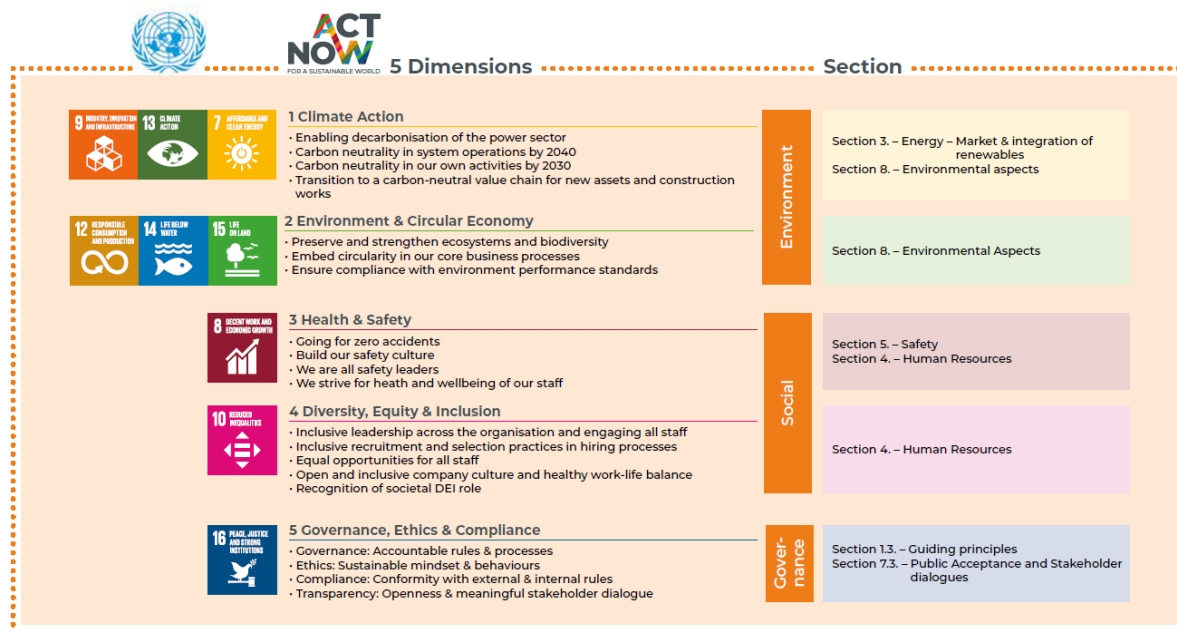 ACT
NOW
FOR A SUSTAINABLE WORLD
5 Dimensions
Section
9 INDUSTRY, INNOVATION
AND INFRASTRUCTURE
13 CLIMATE
ACTION
7 AFFORDABLE AND
CLEAN ENERGY
1 Climate Action
· Enabling decarbonisation of the power sector
· Carbon neutrality in system operations by 2040
· Carbon neutrality in our own activities by 2030
· Transition to a carbon-neutral value chain for new assets and construction
works
Environment
Section 3. – Energy – Market & integration of
renewables
Section 8. – Environmental aspects
12 RESPONSIBLE
CONSUMPTION
AND PRODUCTION
14 LIFE BELOW
WATER
15 LIFE
ON LAND
2 Environment & Circular Economy
· Preserve and strengthen ecosystems and biodiversity
· Embed circularity in our core business processes
· Ensure compliance with environment performance standards
Section 8. – Environmental Aspects
8 DECENT WORK AND
ECONOMIC GROWTH
3 Health & Safety
· Going for zero accidents
· Build our safety culture
· We are all safety leaders
· We strive for heath and wellbeing of our staff
Social
Section 5. – Safety
Section 4. – Human Resources
10 REDUCED
INEQUALITIES
4 Diversity, Equity & Inclusion
· Inclusive leadership across the organisation and engaging all staff
· Inclusive recruitment and selection practices in hiring processes
· Equal opportunities for all staff
· Open and inclusive company culture and healthy work-life balance
· Recognition of societal DEI role
Section 4. – Human Resources
16 PEACE, JUSTICE
AND STRONG
INSTITUTIONS
5 Governance, Ethics & Compliance
· Governance: Accountable rules & processes
· Ethics: Sustainable mindset & behaviours
· Compliance: Conformity with external & internal rules
· Transparency: Openness & meaningful stakeholder dialogue
Gover-
nance
Section 1.3. – Guiding principles
Section 7.3. – Public Acceptance and Stakeholder
dialogues